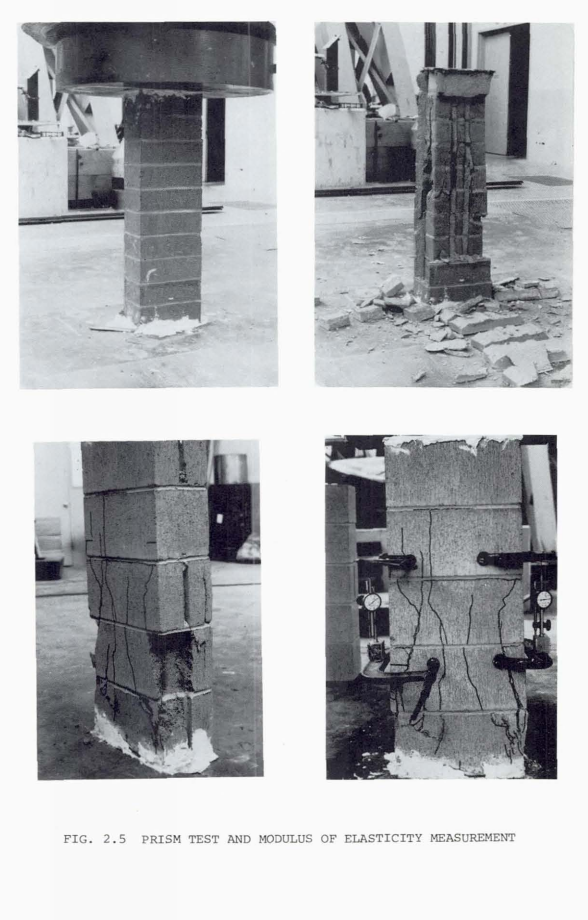 FIG. 2.5 PRISM TEST AND MODULUS OF ELASTICITY MEASUREMENT